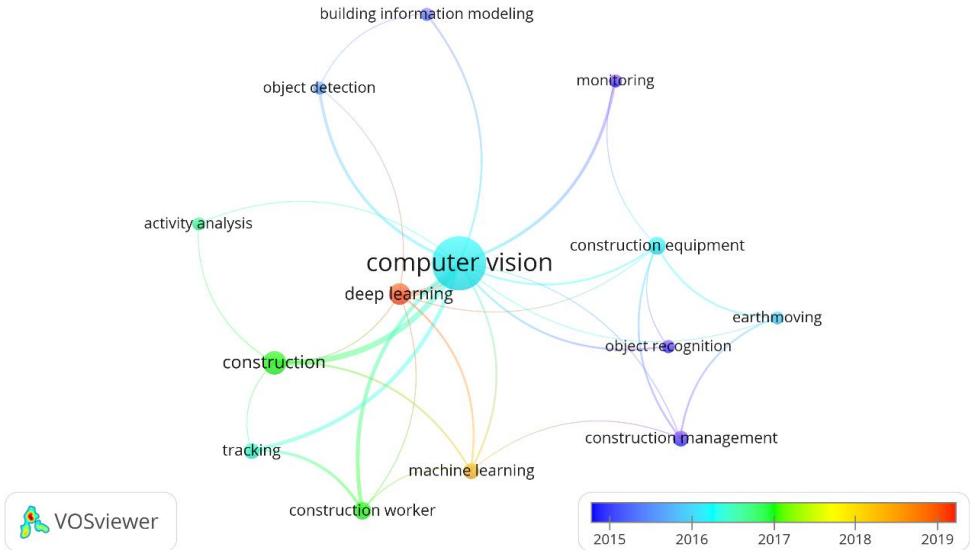 building information modeling
monitoring
object detection
activity analysis
construction equipment
computer vision
deep learning
earthmoving
object recognition
construction
construction management
tracking
machine learning
construction worker
VOSviewer
2015 2016 2017 2018 2019